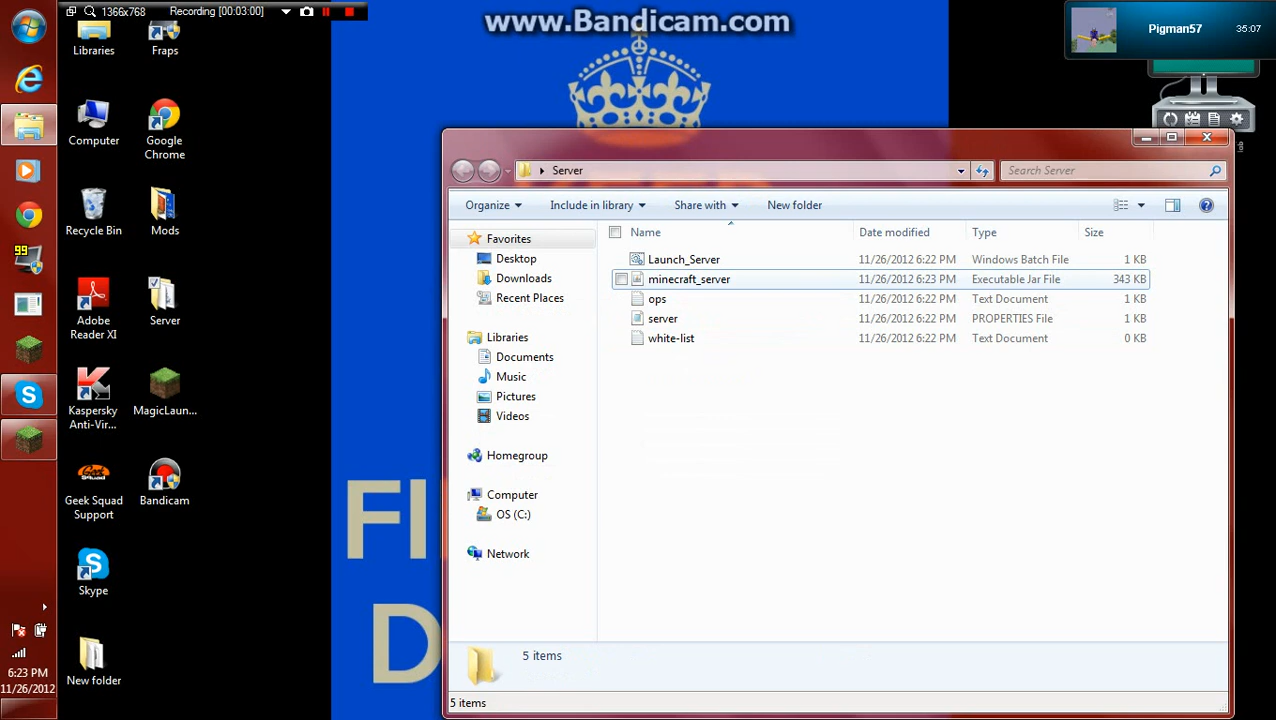 1366x768 Recording [00:03:00]
www.Bandicam.com
Pigman57 35:07
Libraries
Fraps
Computer
Google
Chrome
Recycle Bin
Mods
99
Adobe
Reader XI
Server
Kaspersky
Anti-Vir...
MagicLaun...
Geek Squad
Support
Bandicam
Skype
New folder
6:23 PM
11/26/2012
FI
D
Server
Search Server
Organize
Include in library
Share with
New folder
Favorites
Desktop
Downloads
Recent Places
Libraries
Documents
Music
Pictures
Videos
Homegroup
Computer
OS (C:)
Network
Name Date modified Type Size
Launch_Server 11/26/2012 6:22 PM Windows Batch File 1 KB
minecraft_server 11/26/2012 6:23 PM Executable Jar File 343 KB
ops 11/26/2012 6:22 PM Text Document 1 KB
server 11/26/2012 6:22 PM PROPERTIES File 1 KB
white-list 11/26/2012 6:22 PM Text Document 0 KB
5 items
5 items